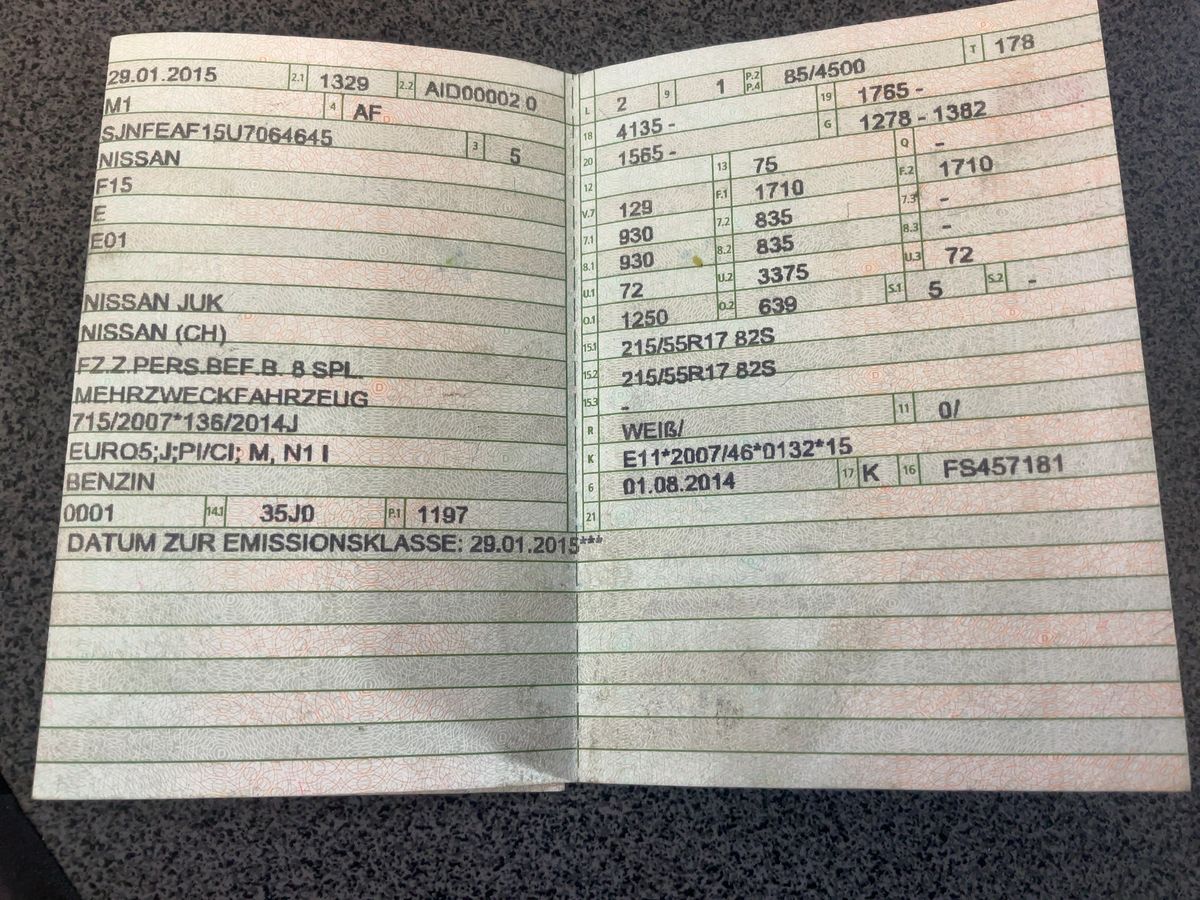 29.01.2015 2.1 1329 2.2 AID00002 0
M1 4 AF
SJNFEAF15U7064645 3 5
NISSAN
F15
E
E01
NISSAN JUK
NISSAN (CH)
FZ.Z.PERS.BEF.B. 8 SPL.
MEHRZWECKFAHRZEUG
715/2007*136/2014J
EURO5;J;PI/CI; M, N1 I
BENZIN
0001 14.1 35J0 P.1 1197
DATUM ZUR EMISSIONSKLASSE: 29.01.2015***
L 2 9 1 P.2 P.4 85/4500 T 178
18 4135 - 19 1765 -
20 1565 - G 1278 - 1382
12 13 75 Q -
V.7 129 F.1 1710 F.2 1710
7.1 930 7.2 835 7.3 -
8.1 930 8.2 835 8.3 -
U.1 72 U.2 3375 U.3 72
O.1 1250 O.2 639 S.1 5 S.2 -
15.1 215/55R17 82S
15.2 215/55R17 82S
15.3 -
R WEIß/ 11 0/
K E11*2007/46*0132*15
6 01.08.2014 17 K 16 FS457181
21